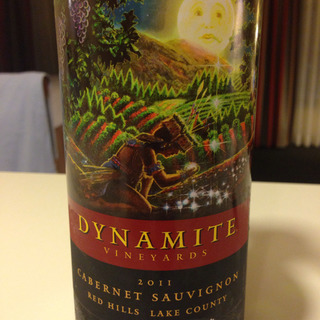 DYNAMITE
VINEYARDS
2011
CABERNET SAUVIGNON
RED HILLS LAKE COUNTY